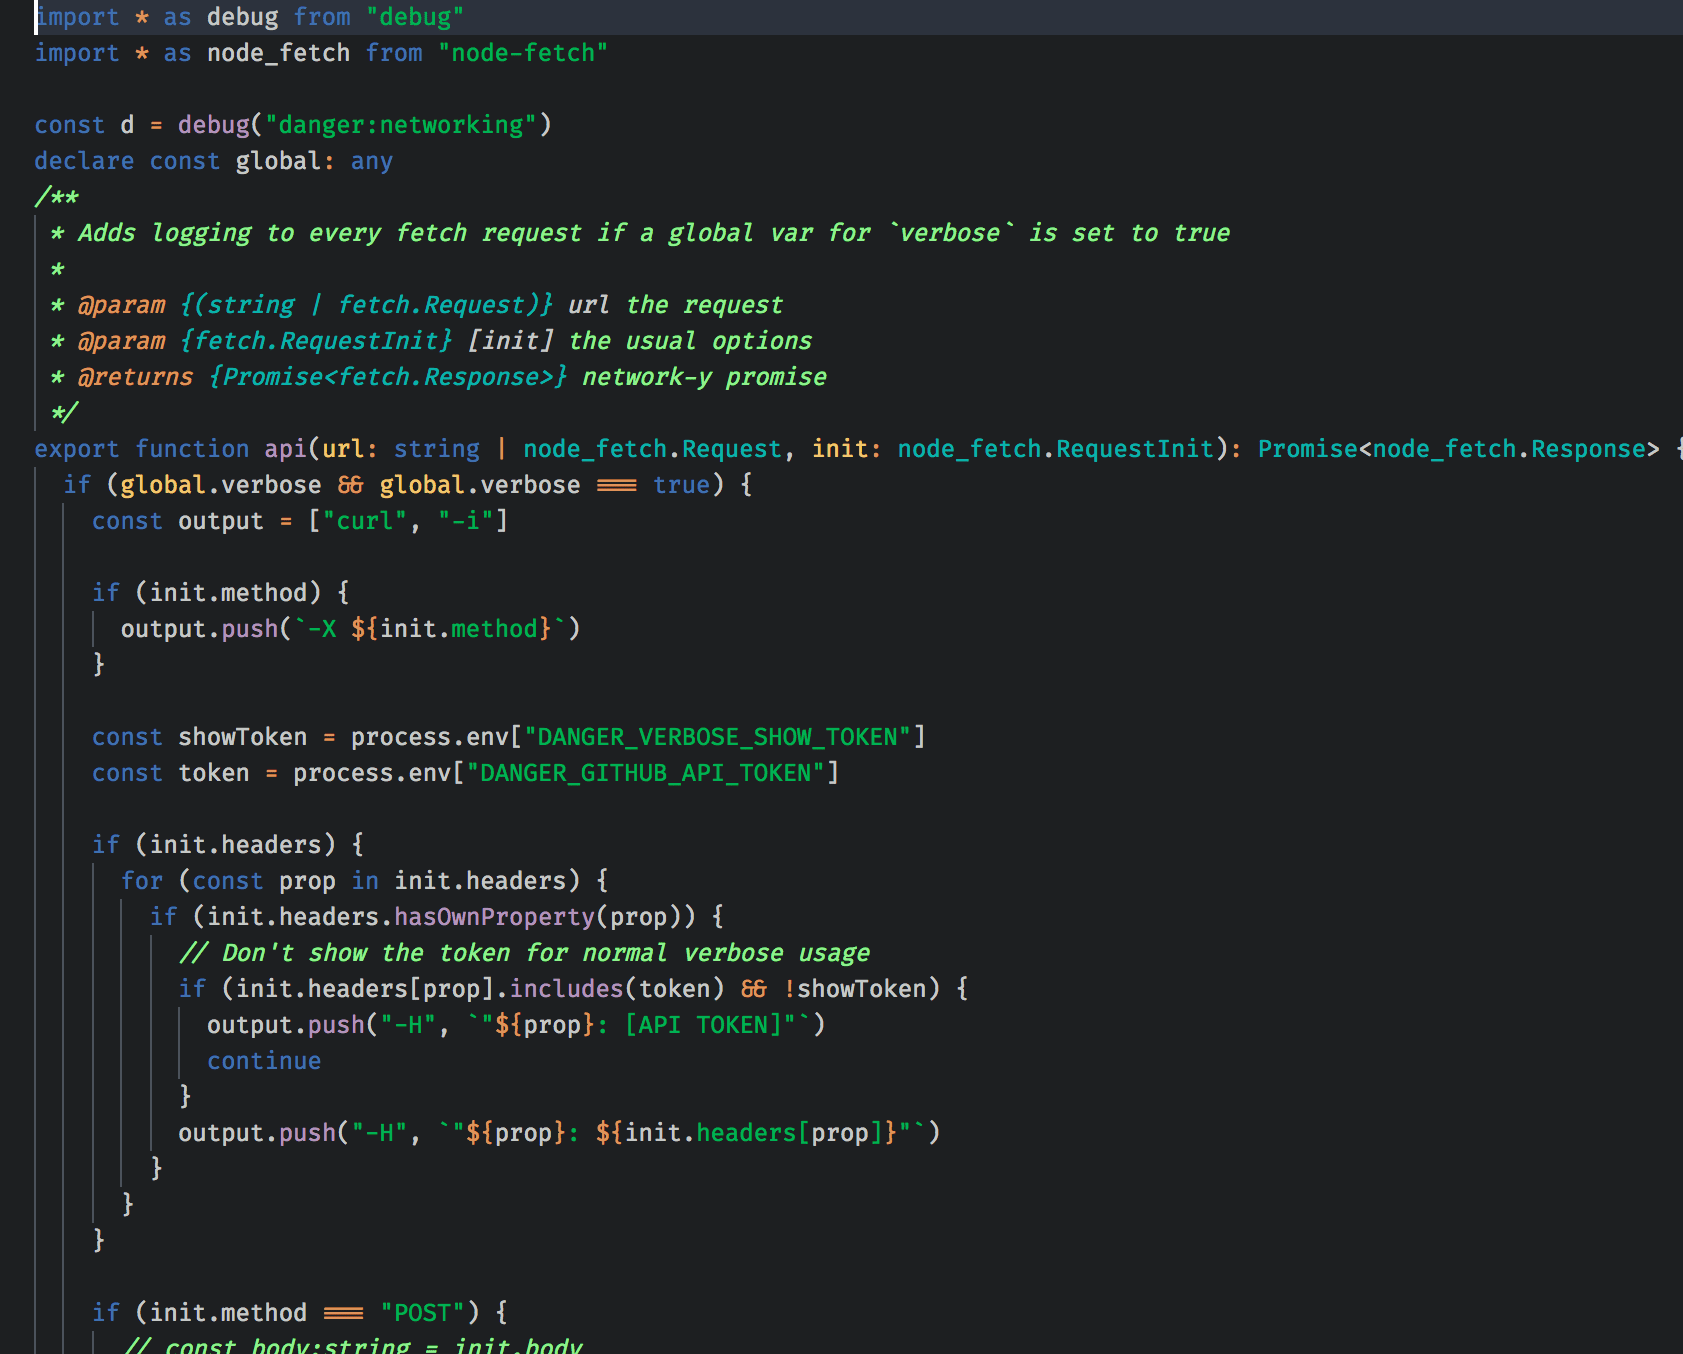 import * as debug from "debug"
import * as node_fetch from "node-fetch"
const d = debug("danger:networking")
declare const global: any
/**
* Adds logging to every fetch request if a global var for `verbose` is set to true
*
* @param {(string | fetch.Request)} url the request
* @param {fetch.RequestInit} [init] the usual options
* @returns {Promise<fetch.Response>} network-y promise
*/
export function api(url: string | node_fetch.Request, init: node_fetch.RequestInit): Promise<node_fetch.Response> {
if (global.verbose && global.verbose === true) {
const output = ["curl", "-i"]
if (init.method) {
output.push(`-X ${init.method}`)
}
const showToken = process.env["DANGER_VERBOSE_SHOW_TOKEN"]
const token = process.env["DANGER_GITHUB_API_TOKEN"]
if (init.headers) {
for (const prop in init.headers) {
if (init.headers.hasOwnProperty(prop)) {
// Don't show the token for normal verbose usage
if (init.headers[prop].includes(token) && !showToken) {
output.push("-H", `"${prop}: [API TOKEN]"`)
continue
}
output.push("-H", `"${prop}: ${init.headers[prop]}"`)
}
}
}
if (init.method === "POST") {
// const body:string = init.body